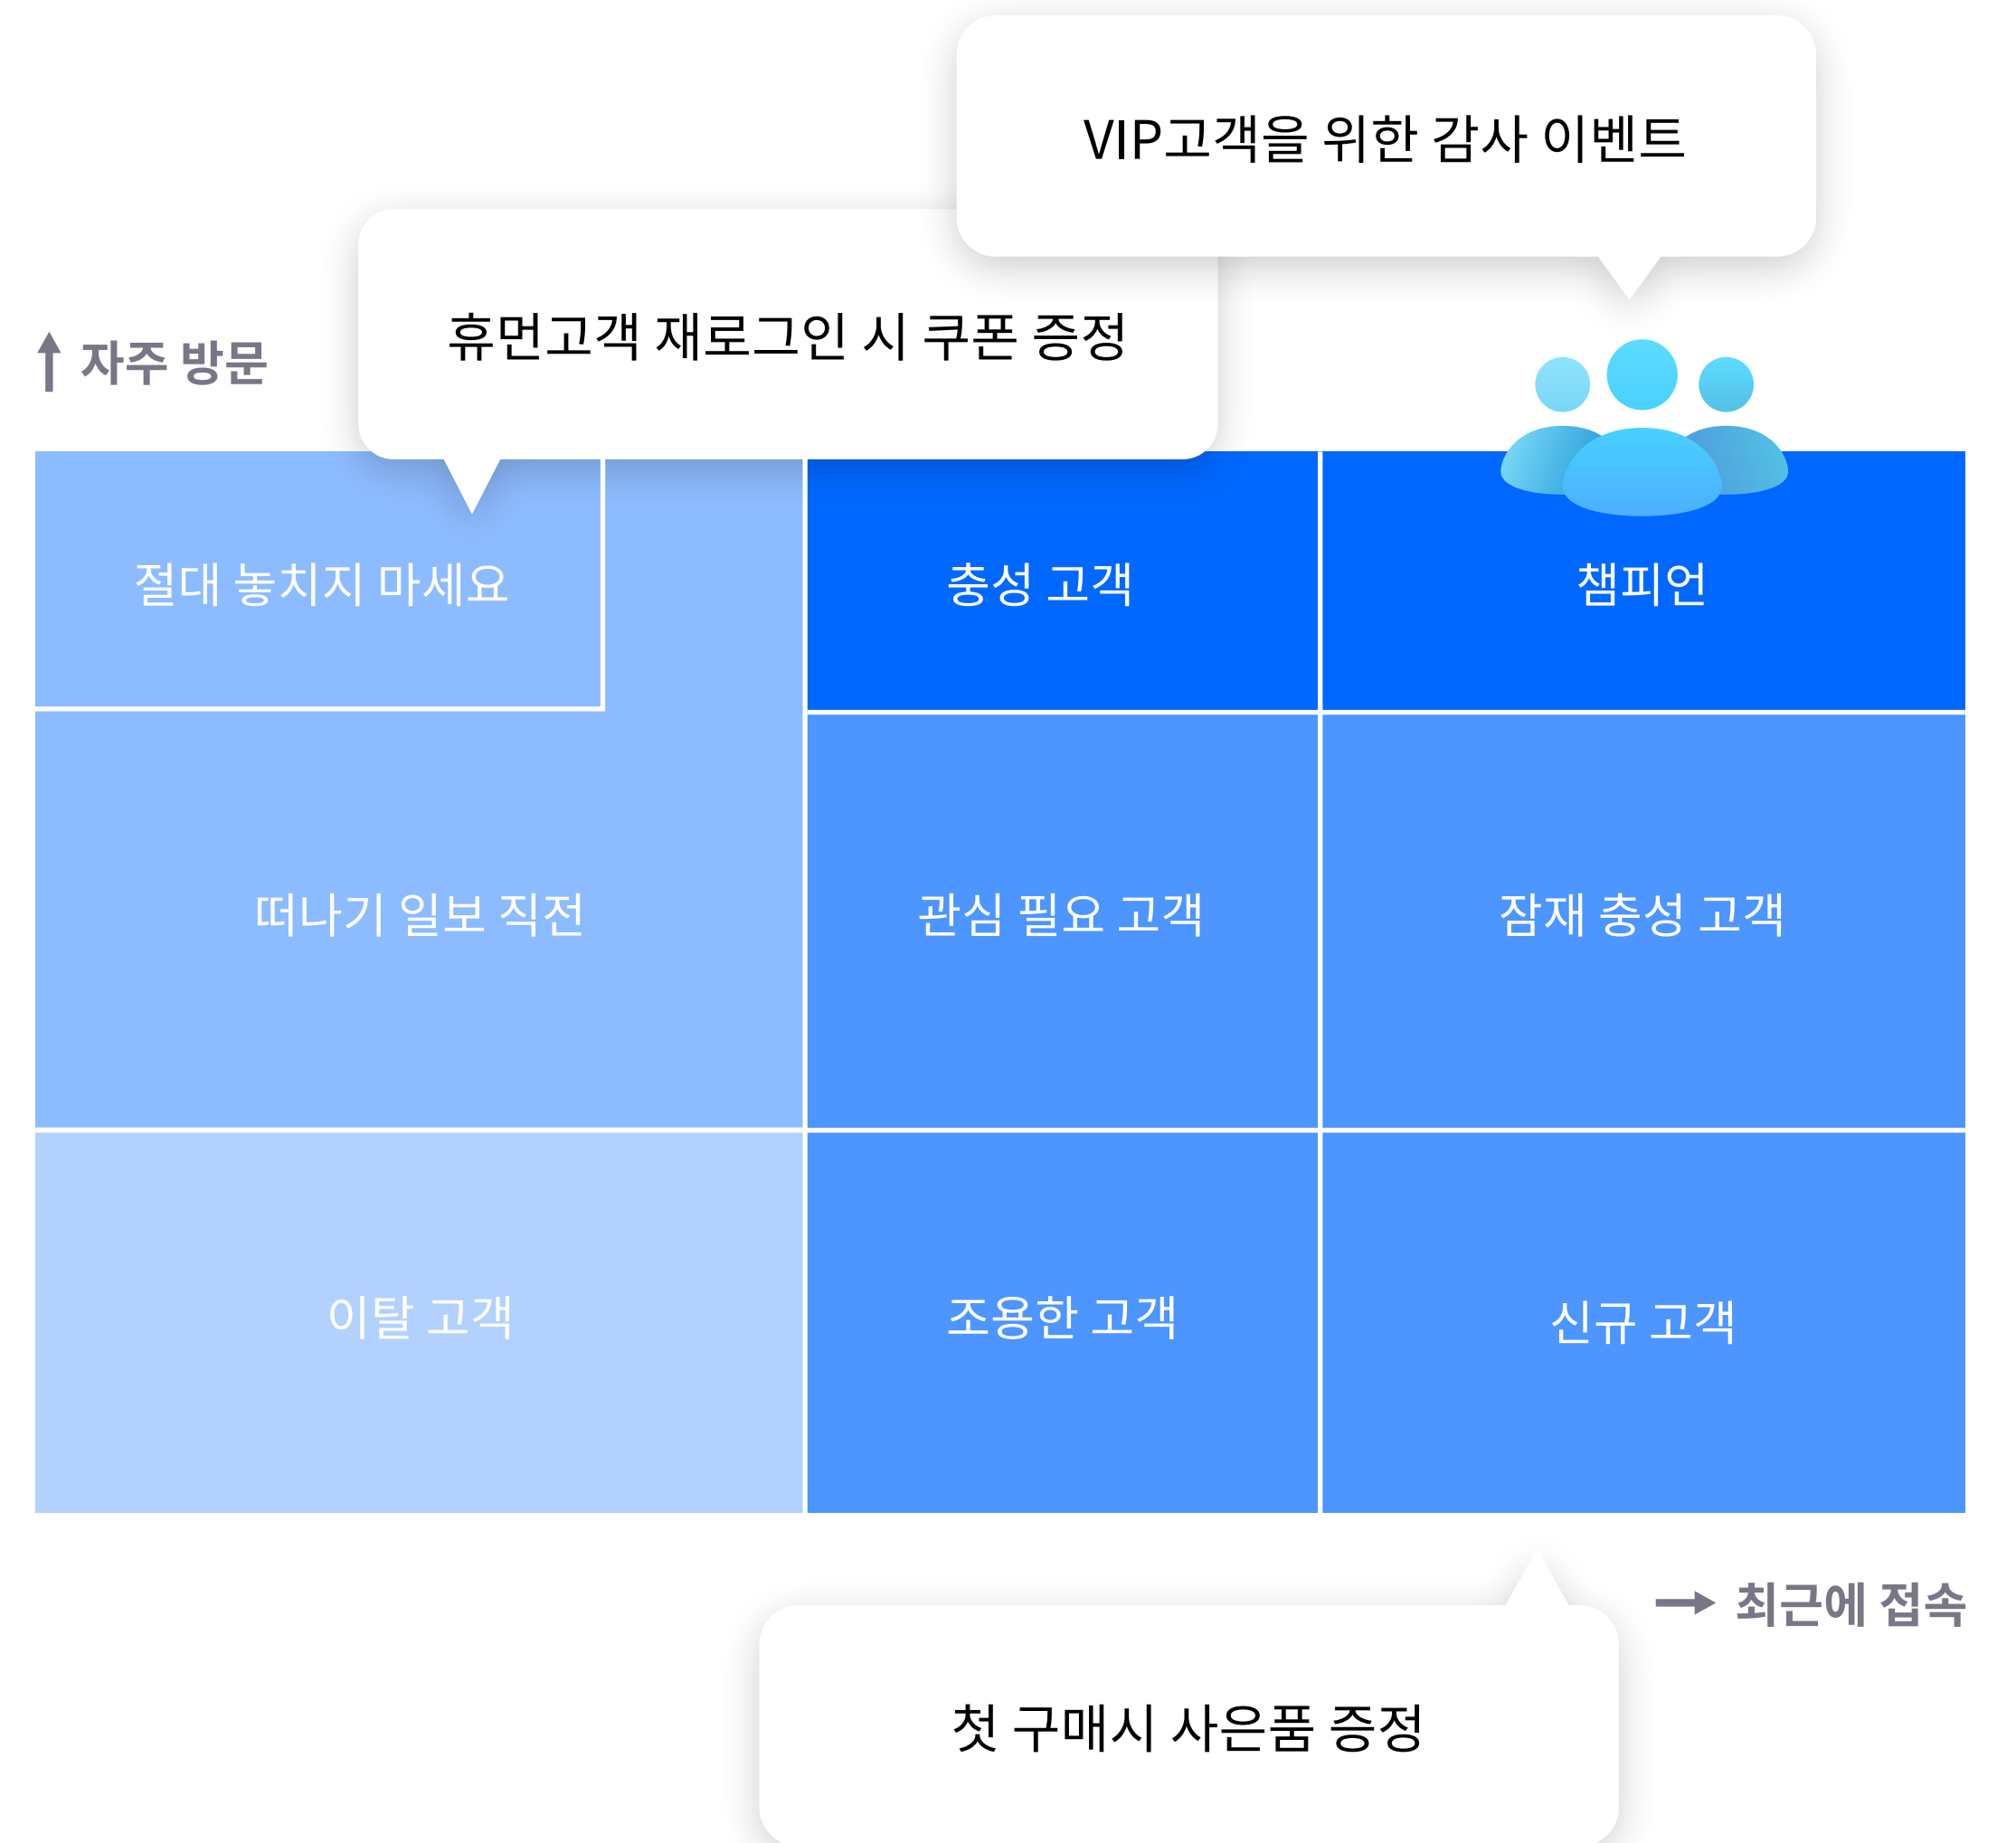 VIP고객을 위한 감사 이벤트
휴먼고객 재로그인 시 쿠폰 증정
자주 방문
절대 놓치지 마세요
충성 고객
챔피언
떠나기 일보 직전
관심 필요 고객
잠재 충성 고객
이탈 고객
조용한 고객
신규 고객
최근에 접속
첫 구매시 사은품 증정